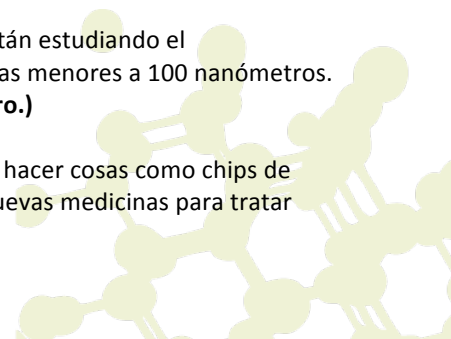 tán estudiando el
as menores a 100 nanómetros.
ro.)
hacer cosas como chips de
uevas medicinas para tratar